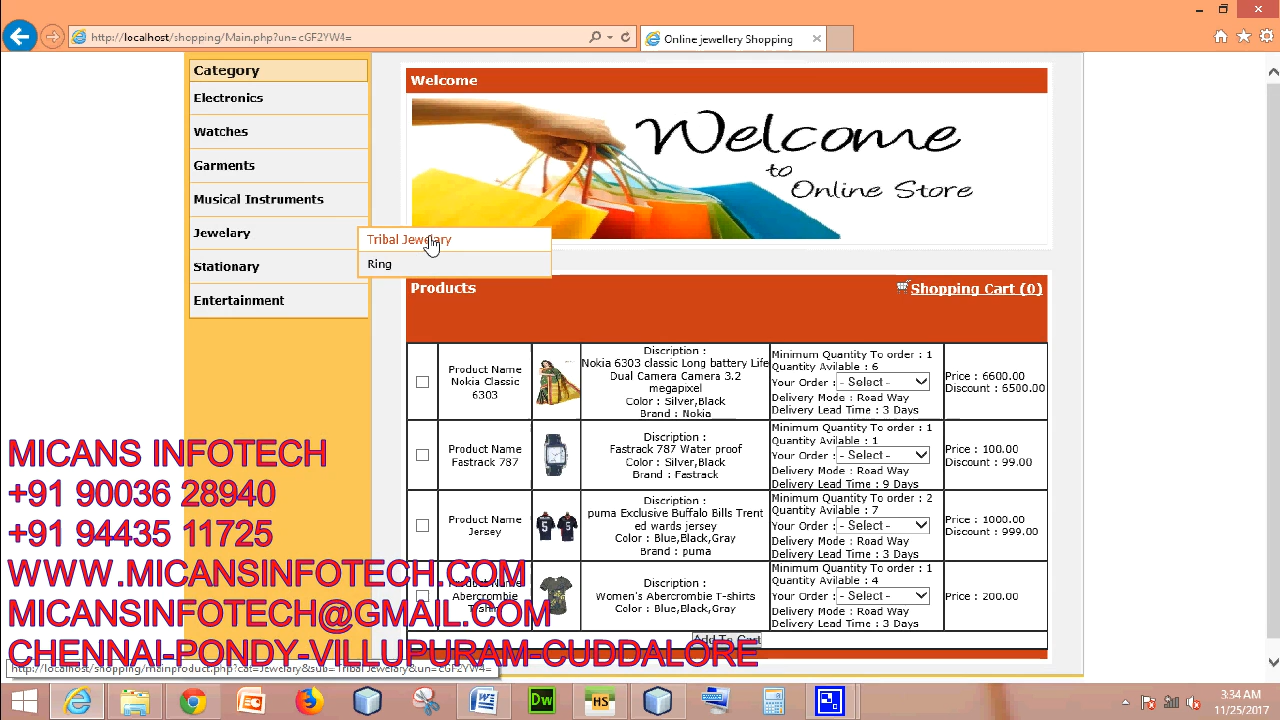 http://localhost/shopping/Main.php?un=cGF2YW4=
Online jewellery Shopping
Category
Electronics
Watches
Garments
Musical Instruments
Jewelary
Stationary
Entertainment
Tribal Jewelary
Ring
Welcome
Welcome
to
Online Store
Products
Shopping Cart (0)
Product Name
Nokia Classic
6303
Discription :
Nokia 6303 classic Long battery Life
Dual Camera Camera 3.2
megapixel
Color : Silver,Black
Brand : Nokia
Minimum Quantity To order : 1
Quantity Avilable : 6
Your Order : - Select -
Delivery Mode : Road Way
Delivery Lead Time : 3 Days
Price : 6600.00
Discount : 6500.00
Product Name
Fastrack 787
Discription :
Fastrack 787 Water proof
Color : Silver,Black
Brand : Fastrack
Minimum Quantity To order : 1
Quantity Avilable : 1
Your Order : - Select -
Delivery Mode : Road Way
Delivery Lead Time : 9 Days
Price : 100.00
Discount : 99.00
Product Name
Jersey
Discription :
puma Exclusive Buffalo Bills Trent
ed wards jersey
Color : Blue,Black,Gray
Brand : puma
Minimum Quantity To order : 2
Quantity Avilable : 7
Your Order : - Select -
Delivery Mode : Road Way
Delivery Lead Time : 3 Days
Price : 1000.00
Discount : 999.00
Product Name
Abercrombie
T-shirt
Discription :
Women's Abercrombie T-shirts
Color : Blue,Black,Gray
Minimum Quantity To order : 1
Quantity Avilable : 4
Your Order : - Select -
Delivery Mode : Road Way
Delivery Lead Time : 3 Days
Price : 200.00
Add To Cart
MICANS INFOTECH
+91 90036 28940
+91 94435 11725
WWW.MICANSINFOTECH.COM
MICANSINFOTECH@GMAIL.COM
CHENNAI-PONDY-VILLUPURAM-CUDDALORE
http://localhost/shopping/mainproduct.php?cat=Jewelary&sub=Tribal Jewelary&un=cGF2YW4=
Dw
HS
3:34 AM
11/25/2017